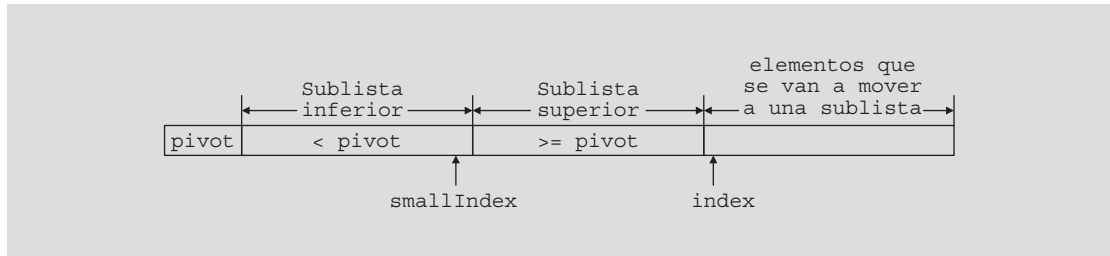 elementos que
se van a mover
a una sublista
Sublista
inferior
Sublista
superior
pivot
< pivot
>= pivot
smallIndex
index